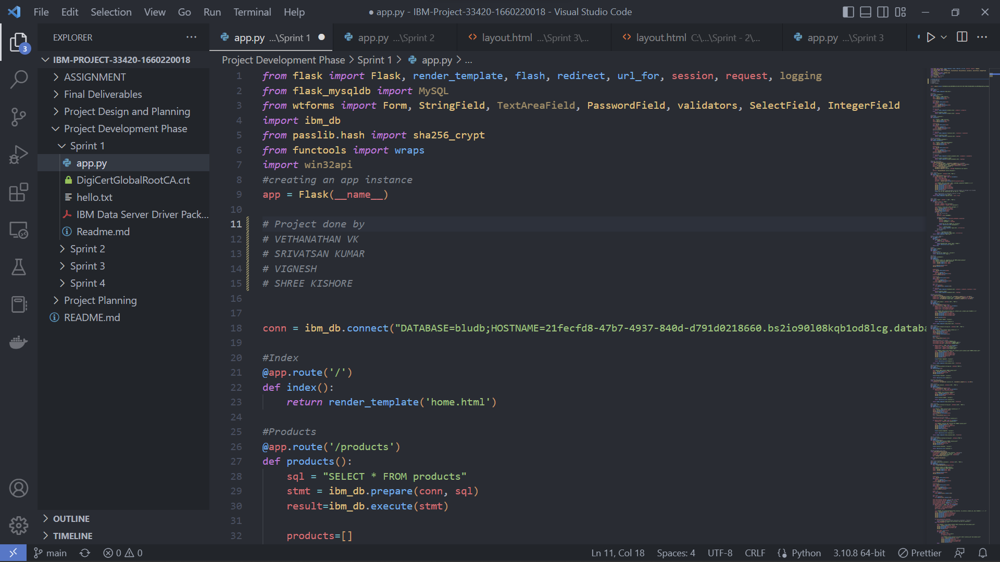 File Edit Selection View Go Run Terminal Help
● app.py - IBM-Project-33420-1660220018 - Visual Studio Code
EXPLORER
app.py ...\Sprint 1
app.py ...\Sprint 2
layout.html ...\Sprint 3\...
layout.html C:\...\Sprint - 2\...
app.py ...\Sprint 3
3
IBM-PROJECT-33420-1660220018
ASSIGNMENT
Final Deliverables
Project Design and Planning
Project Development Phase
Sprint 1
app.py
DigiCertGlobalRootCA.crt
hello.txt
IBM Data Server Driver Pack...
Readme.md
Sprint 2
Sprint 3
Sprint 4
Project Planning
README.md
OUTLINE
TIMELINE
Project Development Phase > Sprint 1 > app.py > ...
1 from flask import Flask, render_template, flash, redirect, url_for, session, request, logging
2 from flask_mysqldb import MySQL
3 from wtforms import Form, StringField, TextAreaField, PasswordField, validators, SelectField, IntegerField
4 import ibm_db
5 from passlib.hash import sha256_crypt
6 from functools import wraps
7 import win32api
8 #creating an app instance
9 app = Flask(__name__)
10
11 # Project done by
12 # VETHANATHAN VK
13 # SRIVATSAN KUMAR
14 # VIGNESH
15 # SHREE KISHORE
16
17
18 conn = ibm_db.connect("DATABASE=bludb;HOSTNAME=21fecfd8-47b7-4937-840d-d791d0218660.bs2io90l08kqb1od8lcg.databa
19
20 #Index
21 @app.route('/')
22 def index():
23     return render_template('home.html')
24
25 #Products
26 @app.route('/products')
27 def products():
28     sql = "SELECT * FROM products"
29     stmt = ibm_db.prepare(conn, sql)
30     result=ibm_db.execute(stmt)
31
32     products=[]
main 0 0 Ln 11, Col 18 Spaces: 4 UTF-8 CRLF Python 3.10.8 64-bit Prettier